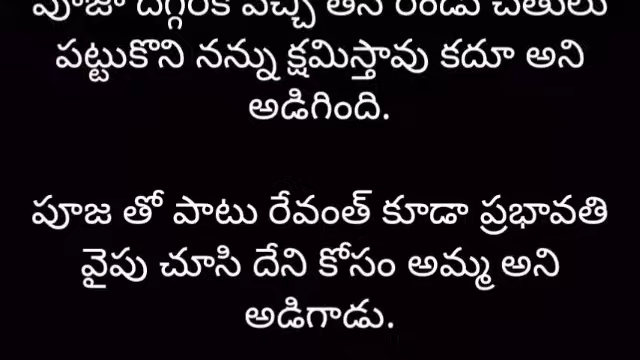 పూజా దగ్గరకి వచ్చి తన రెండు చేతులు
పట్టుకొని నన్ను క్షమిస్తావు కదూ అని
అడిగింది.
పూజ తో పాటు రేవంత్ కూడా ప్రభావతి
వైపు చూసి దేని కోసం అమ్మ అని
అడిగాడు.